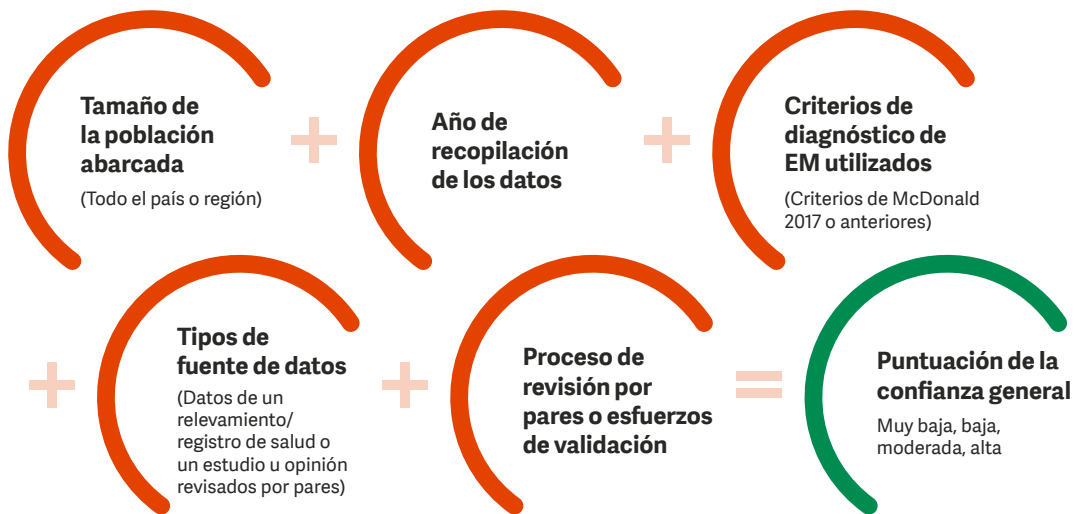 Tamaño de
la población
abarcada
(Todo el país o región)
+
Año de
recopilación
de los datos
+
Criterios de
diagnóstico de
EM utilizados
(Criterios de McDonald
2017 o anteriores)
+
Tipos de
fuente de datos
(Datos de un
relevamiento/
registro de salud o
un estudio u opinión
revisados por pares)
+
Proceso de
revisión por
pares o esfuerzos
de validación
=
Puntuación de la
confianza general
Muy baja, baja,
moderada, alta